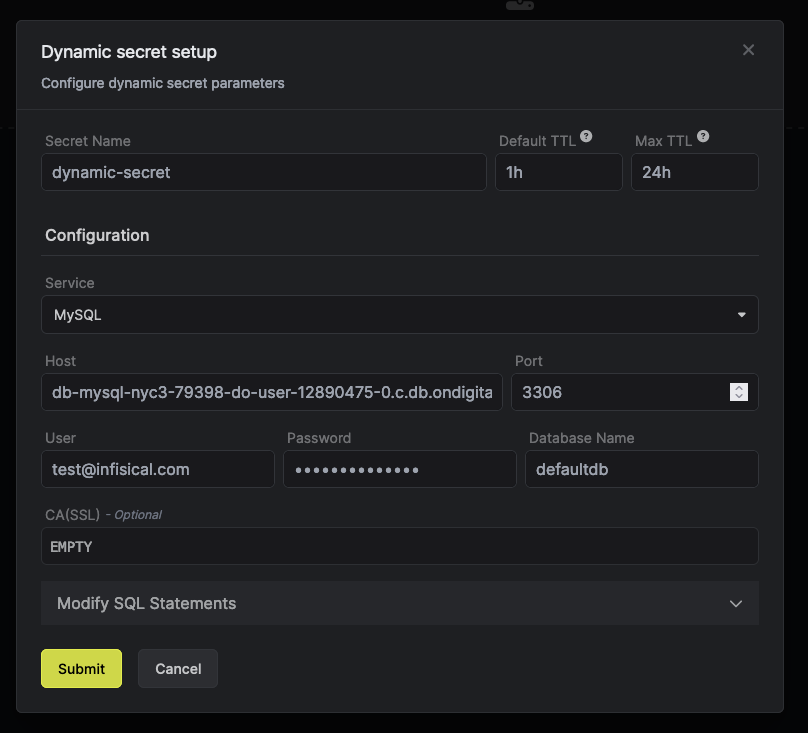 Dynamic secret setup
Configure dynamic secret parameters
Secret Name
Default TTL ?
Max TTL ?
dynamic-secret
1h
24h
Configuration
Service
MySQL
Host
Port
db-mysql-nyc3-79398-do-user-12890475-0.c.db.ondigita
3306
User
Password
Database Name
test@infisical.com
••••••••••••••
defaultdb
CA(SSL) - Optional
EMPTY
Modify SQL Statements
Submit
Cancel